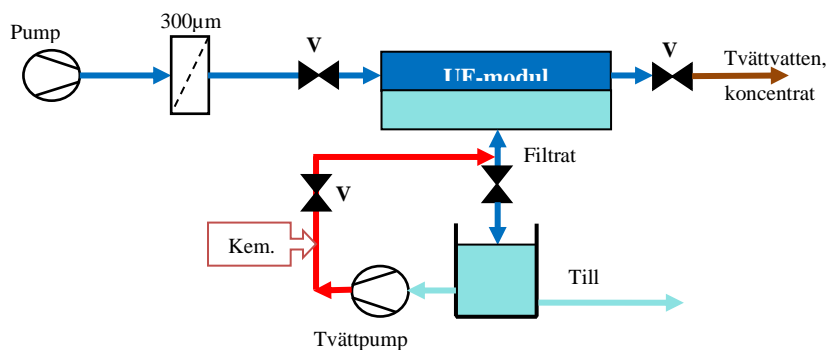 300µm
Pump
V
V
Tvättvatten,
koncentrat
UF-modul
Filtrat
V
Kem.
Till
Tvättpump